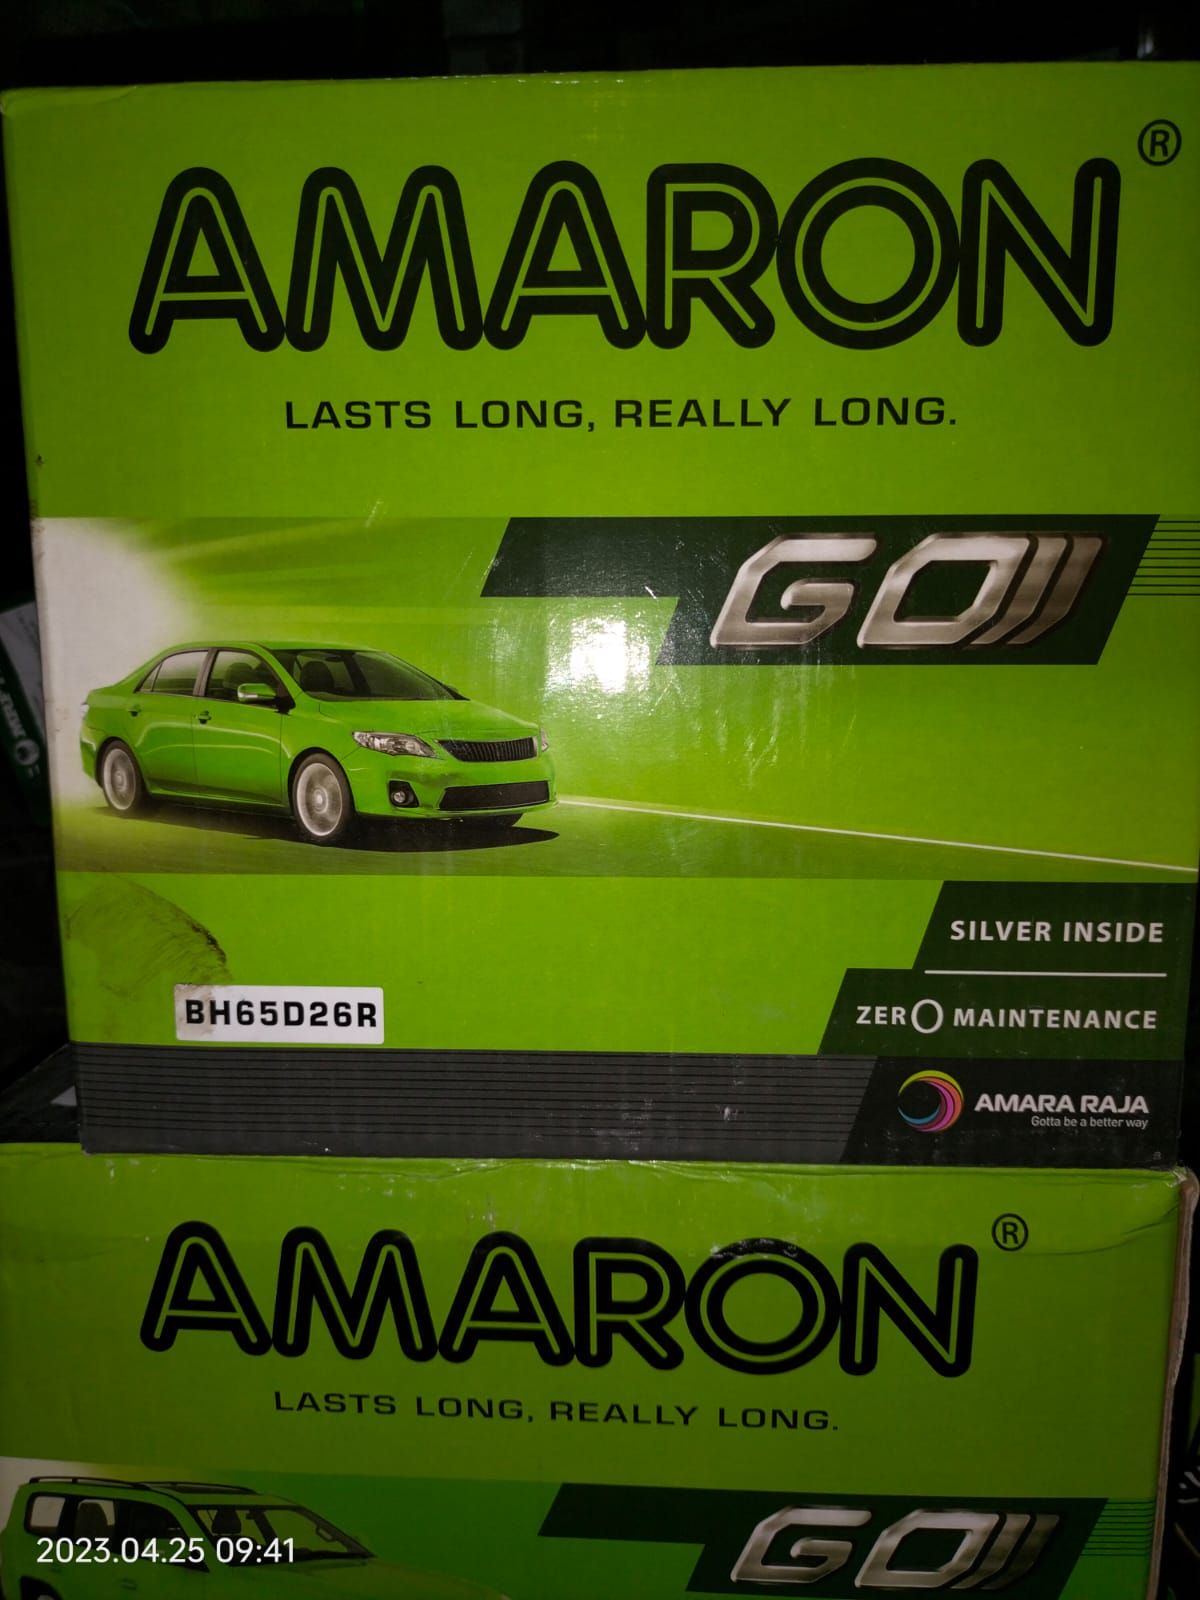 AMARON®
LASTS LONG, REALLY LONG.
GO
SILVER INSIDE
ZERO MAINTENANCE
BH65D26R
AMARA RAJA
Gotta be a better way
AMARON®
LASTS LONG, REALLY LONG.
GO
2023.04.25 09:41